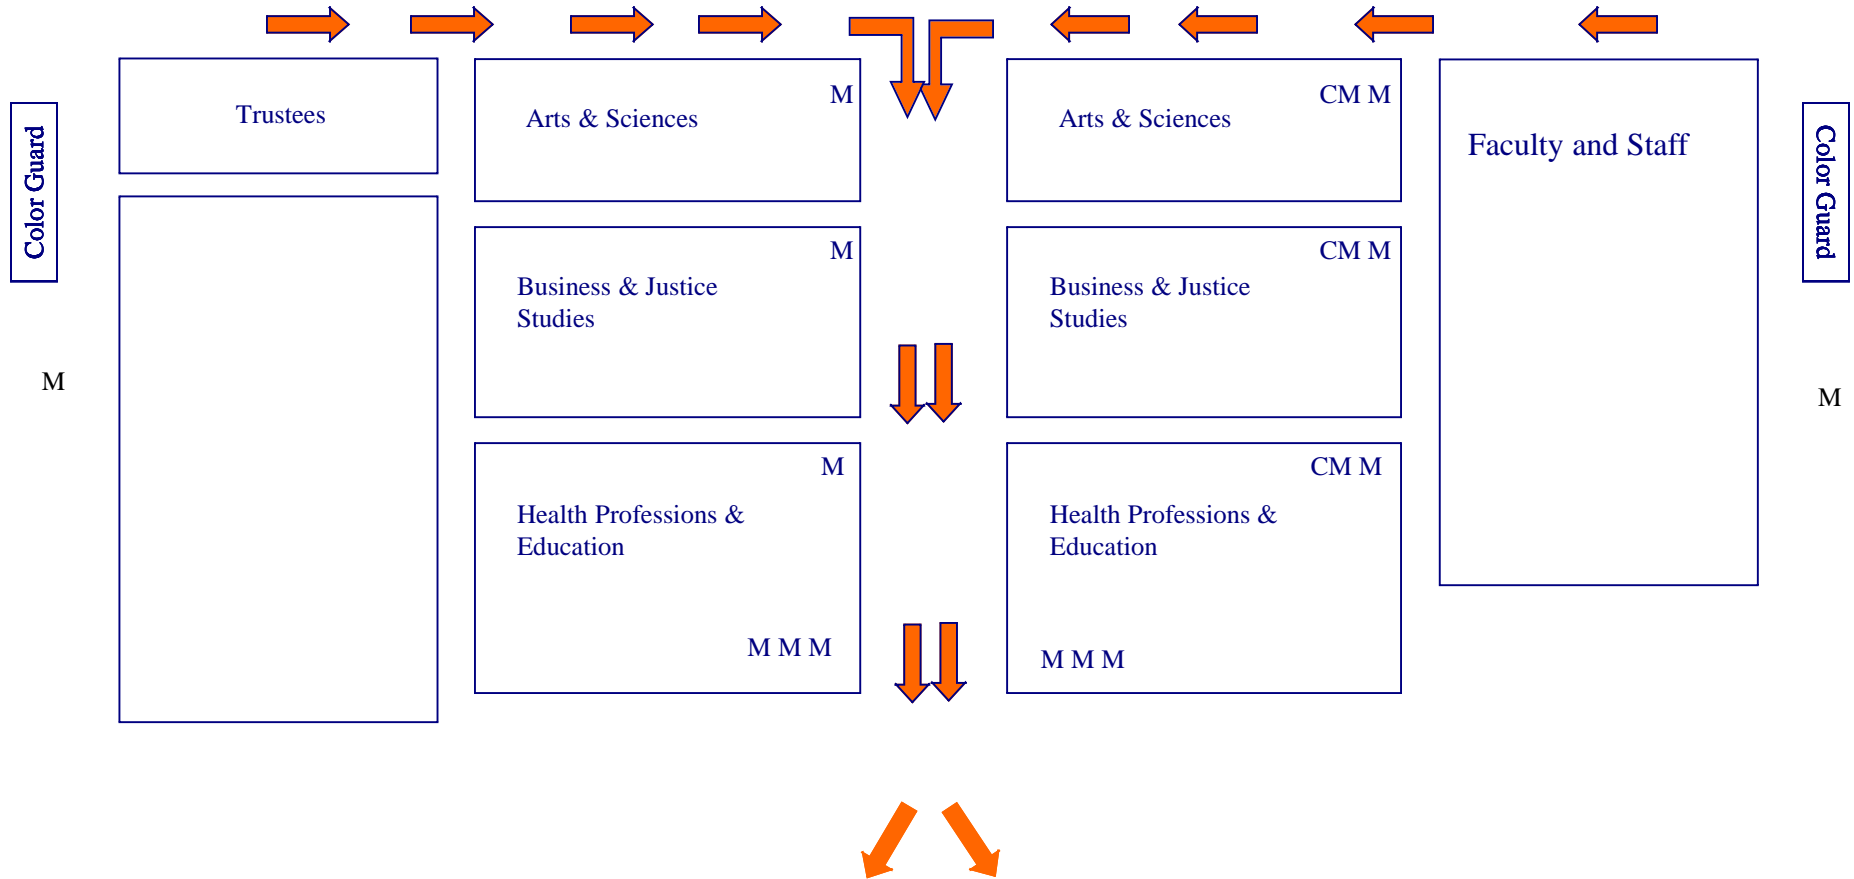 Color Guard
Trustees
M
Arts & Sciences
CM M
Arts & Sciences
Faculty and Staff
Color Guard
M
Business & Justice
Studies
CM M
Business & Justice
Studies
M
M
M
Health Professions &
Education
M M M
CM M
Health Professions &
Education
M M M